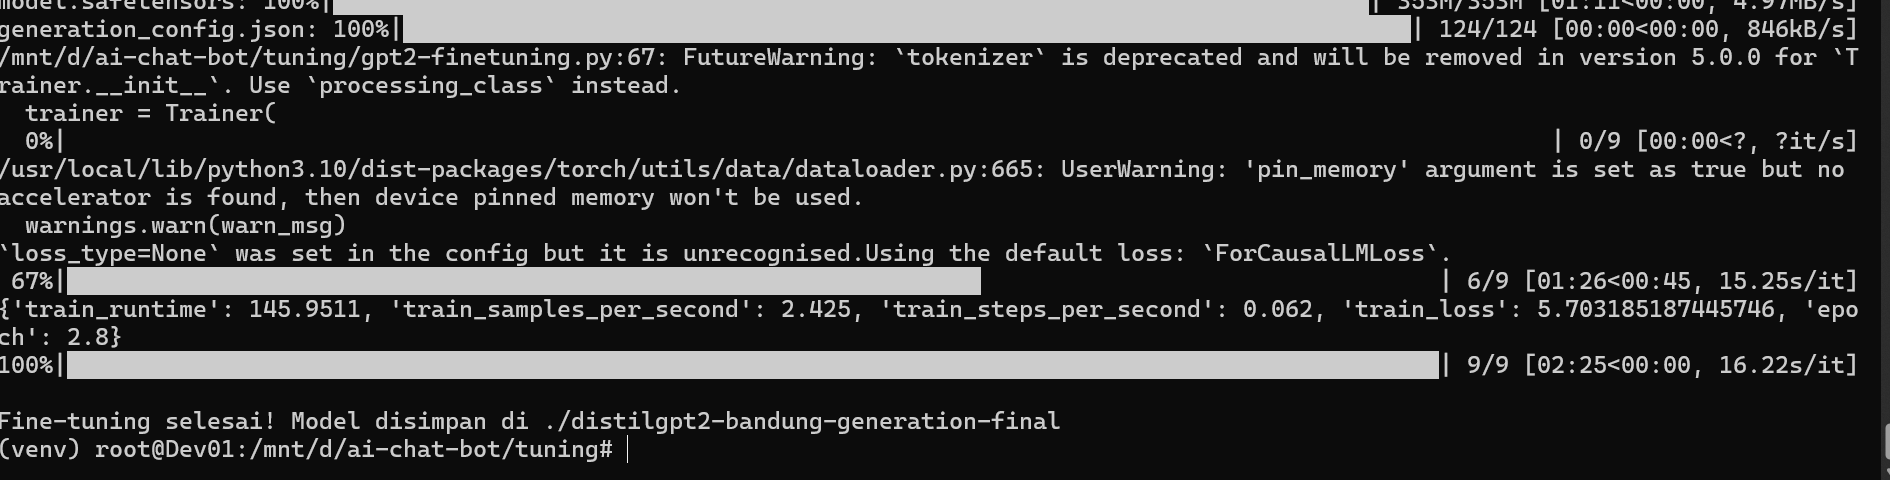 model.safetensors: 100%| | 353M/353M [01:11<00:00, 4.97MB/s]
generation_config.json: 100%| | 124/124 [00:00<00:00, 846kB/s]
/mnt/d/ai-chat-bot/tuning/gpt2-finetuning.py:67: FutureWarning: `tokenizer` is deprecated and will be removed in version 5.0.0 for `T
rainer.__init__`. Use `processing_class` instead.
  trainer = Trainer(
  0%| | 0/9 [00:00<?, ?it/s]
/usr/local/lib/python3.10/dist-packages/torch/utils/data/dataloader.py:665: UserWarning: 'pin_memory' argument is set as true but no
accelerator is found, then device pinned memory won't be used.
  warnings.warn(warn_msg)
`loss_type=None` was set in the config but it is unrecognised.Using the default loss: `ForCausalLMLoss`.
 67%| | 6/9 [01:26<00:45, 15.25s/it]
{'train_runtime': 145.9511, 'train_samples_per_second': 2.425, 'train_steps_per_second': 0.062, 'train_loss': 5.703185187445746, 'epo
ch': 2.8}
100%| | 9/9 [02:25<00:00, 16.22s/it]
Fine-tuning selesai! Model disimpan di ./distilgpt2-bandung-generation-final
(venv) root@Dev01:/mnt/d/ai-chat-bot/tuning#